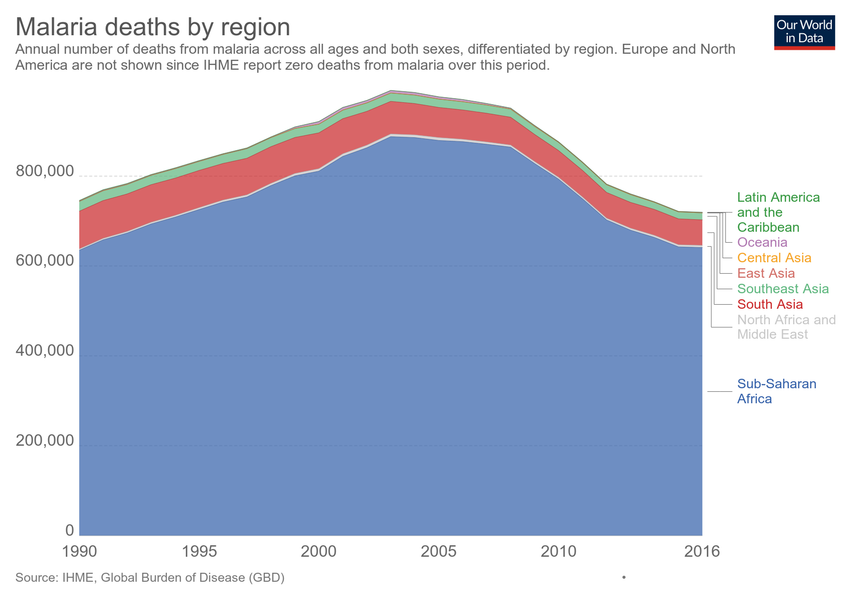 Malaria deaths by region
Our World
in Data
Annual number of deaths from malaria across all ages and both sexes, differentiated by region. Europe and North
America are not shown since IHME report zero deaths from malaria over this period.
800,000
600,000
400,000
200,000
0
1990
1995
2000
2005
2010
2016
Latin America
and the
Caribbean
Oceania
Central Asia
East Asia
Southeast Asia
South Asia
North Africa and
Middle East
Sub-Saharan
Africa
Source: IHME, Global Burden of Disease (GBD)